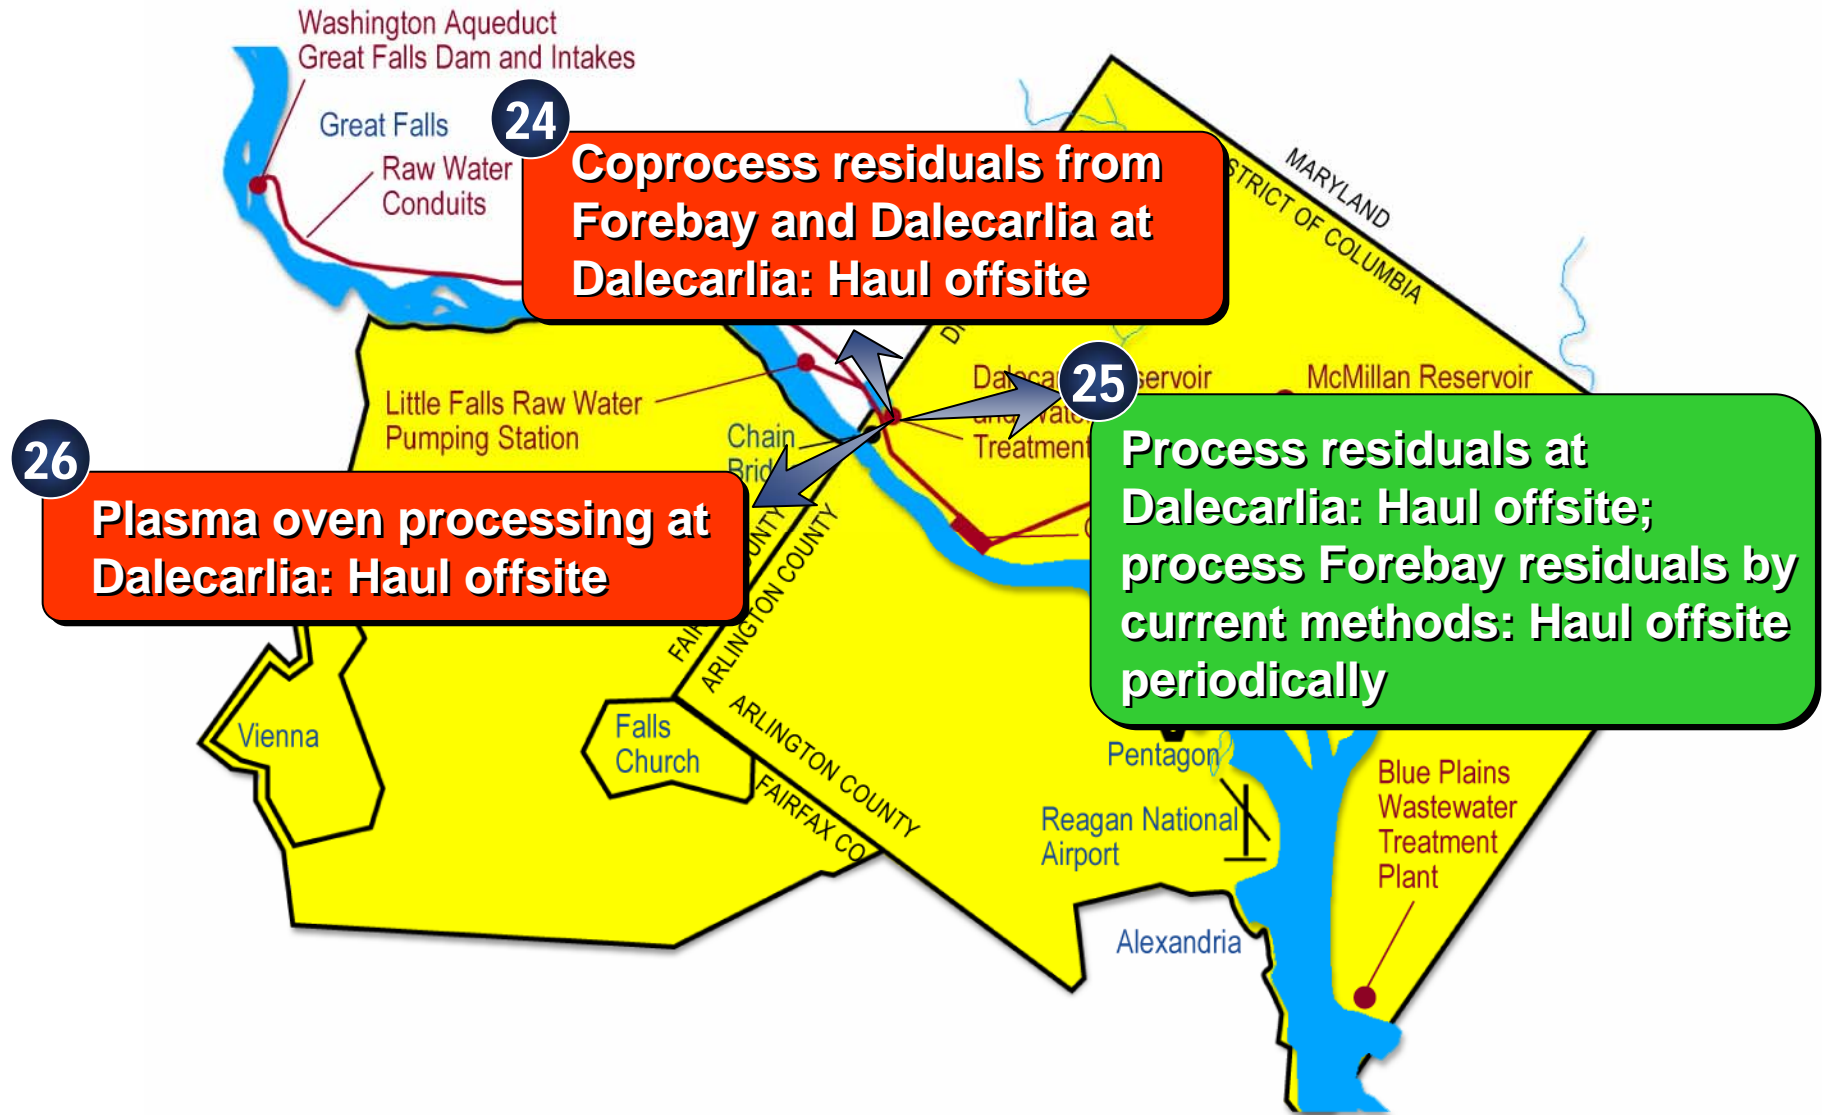 Washington Aqueduct
Great Falls Dam and Intakes
Great Falls
Raw Water
Conduits
24
Coprocess residuals from
Forebay and Dalecarlia at
Dalecarlia: Haul offsite
MARYLAND
DISTRICT OF COLUMBIA
Little Falls Raw Water
Pumping Station
Chain
25
McMillan Reservoir
Treatment
26
Plasma oven processing at
Dalecarlia: Haul offsite
Process residuals at
Dalecarlia: Haul offsite;
process Forebay residuals by
current methods: Haul offsite
periodically
ARLINGTON COUNTY
Vienna
Falls
Church
ARLINGTON COUNTY
FAIRFAX CO
Pentagon
Reagan National
Airport
Blue Plains
Wastewater
Treatment
Plant
Alexandria